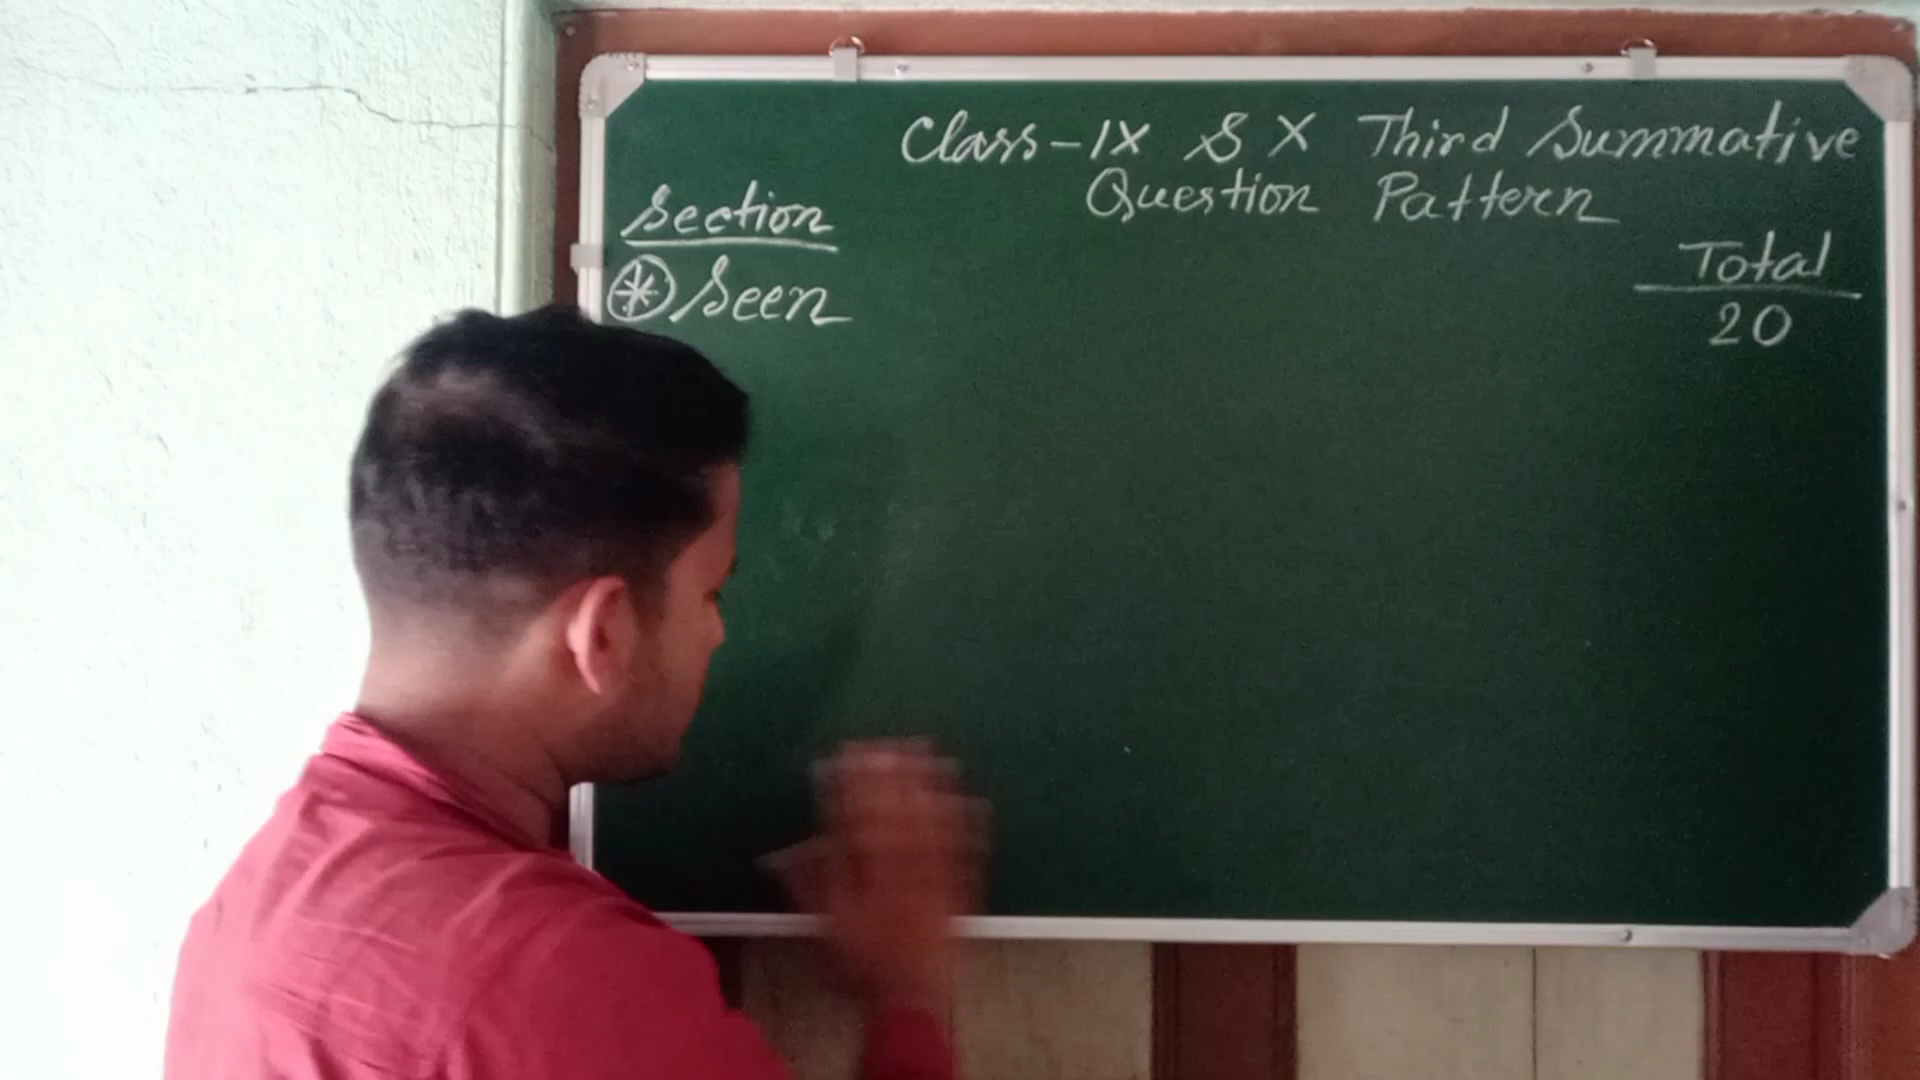 Class-IX & X Third Summative
Question Pattern
Section
Total
Seen
20